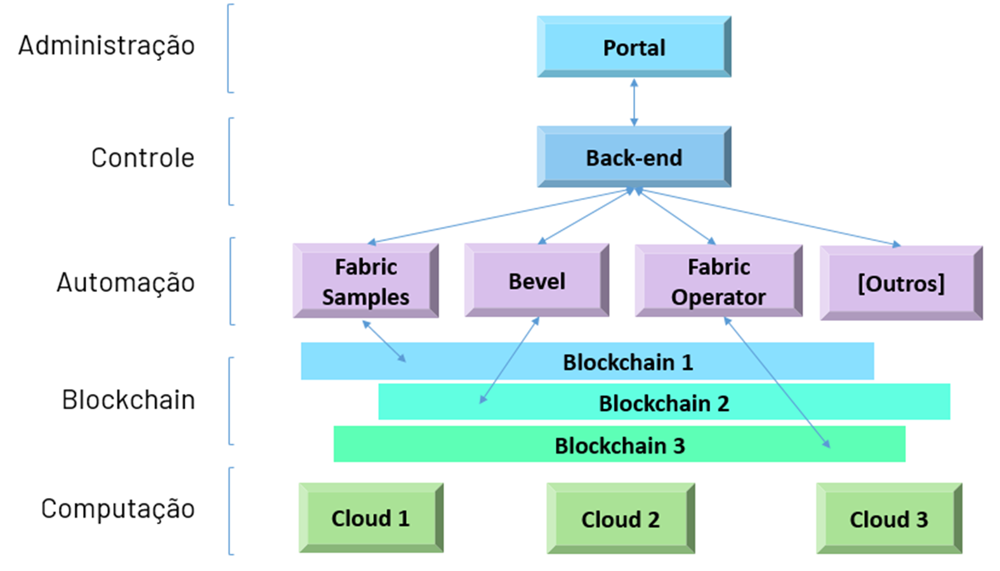 Administração
Portal
Controle
Back-end
Automação
Fabric
Samples
Bevel
Fabric
Operator
[Outros]
Blockchain
Blockchain 1
Blockchain 2
Blockchain 3
Computação
Cloud 1
Cloud 2
Cloud 3